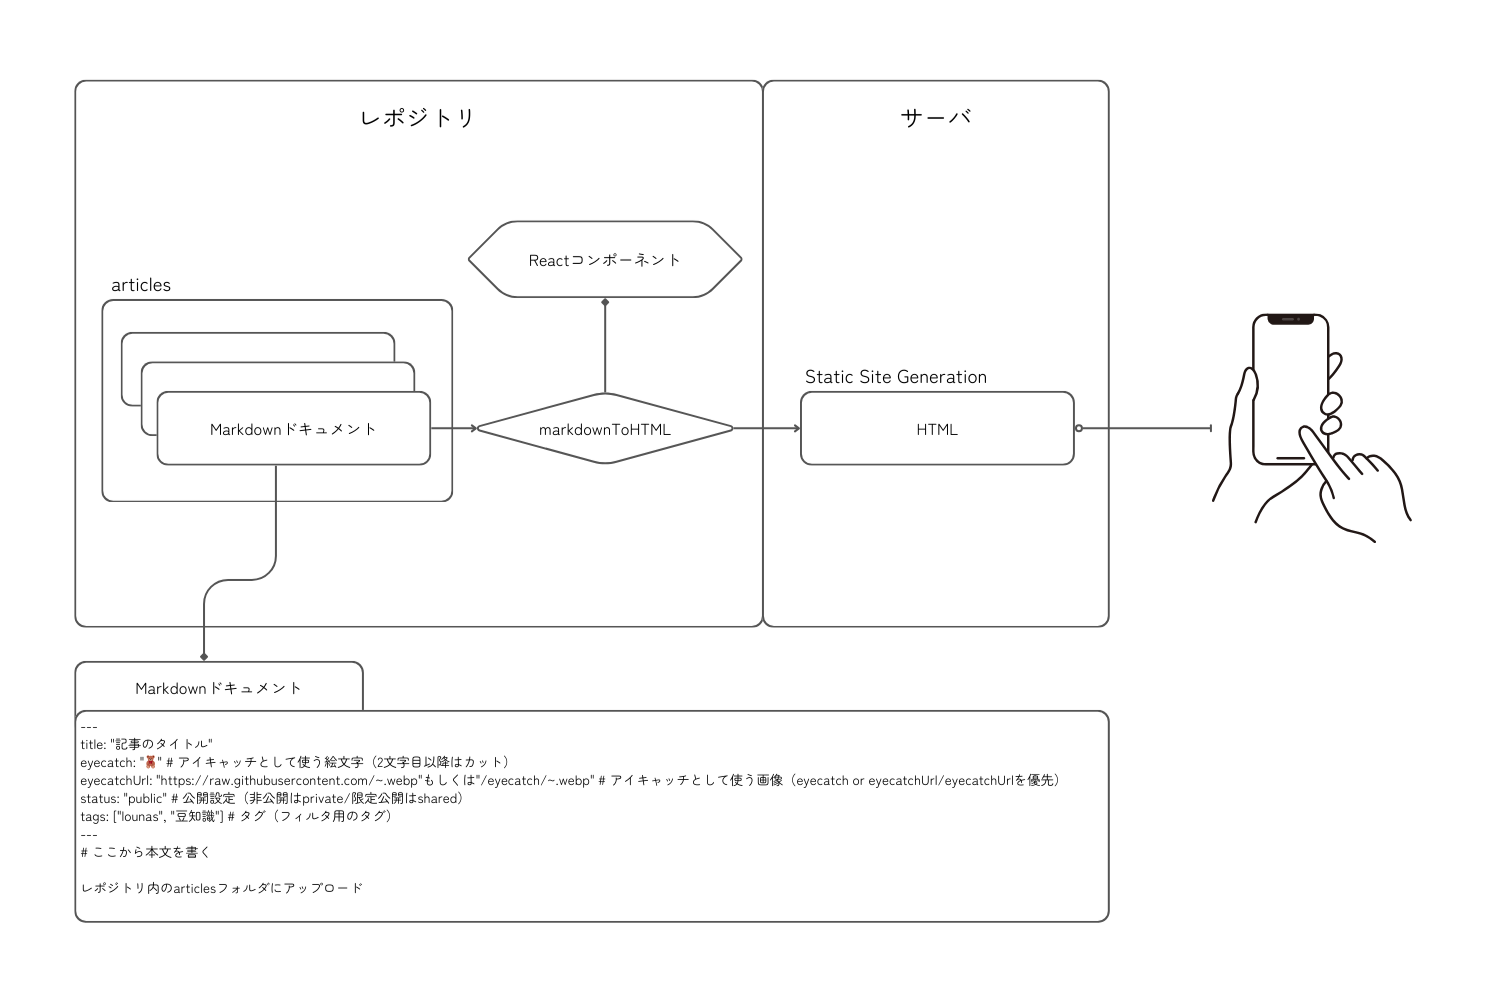 レポジトリ
サーバ
Reactコンポーネント
articles
Markdownドキュメント
markdownToHTML
Static Site Generation
HTML
Markdownドキュメント
---
title: "記事のタイトル"
eyecatch: "🧸" # アイキャッチとして使う絵文字（2文字目以降はカット）
eyecatchUrl: "https://raw.githubusercontent.com/~.webp"もしくは"/eyecatch/~.webp" # アイキャッチとして使う画像（eyecatch or eyecatchUrl/eyecatchUrlを優先）
status: "public" # 公開設定（非公開はprivate/限定公開はshared）
tags: ["lounas", "豆知識"] # タグ（フィルタ用のタグ）
---
# ここから本文を書く
レポジトリ内のarticlesフォルダにアップロード